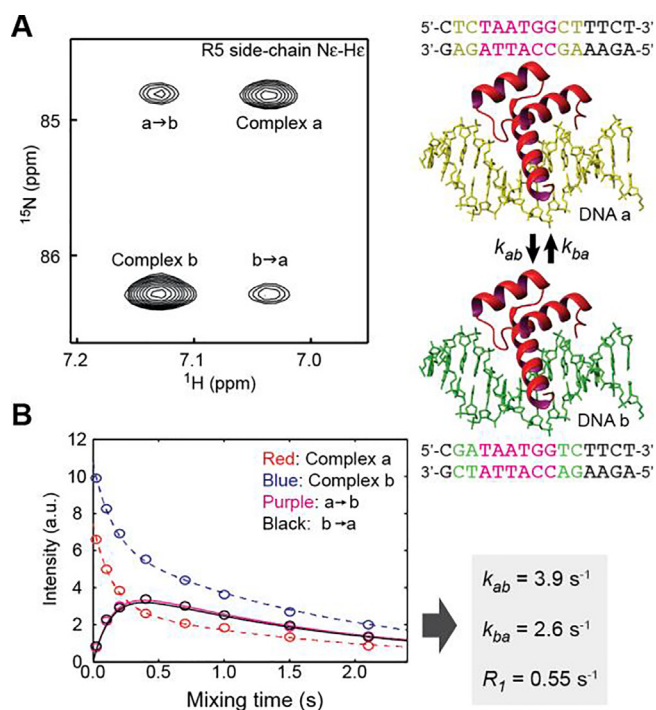 A
R5 side-chain Nε-Hε
a→b
Complex a
Complex b
b→a
85
86
¹⁵N (ppm)
7.2
7.1
7.0
¹H (ppm)
5'-CTCTAATGGCTTTCT-3'
3'-GAGATTACCGAAAGA-5'
DNA a
kab
kba
DNA b
5'-CGATAATGGTCTTCT-3'
3'-GCTATTACCAGAAGA-5'
B
12
10
8
6
4
2
0
Intensity (a.u.)
Red: Complex a
Blue: Complex b
Purple: a→b
Black: b→a
0.0
0.5
1.0
1.5
2.0
Mixing time (s)
kab = 3.9 s⁻¹
kba = 2.6 s⁻¹
R1 = 0.55 s⁻¹